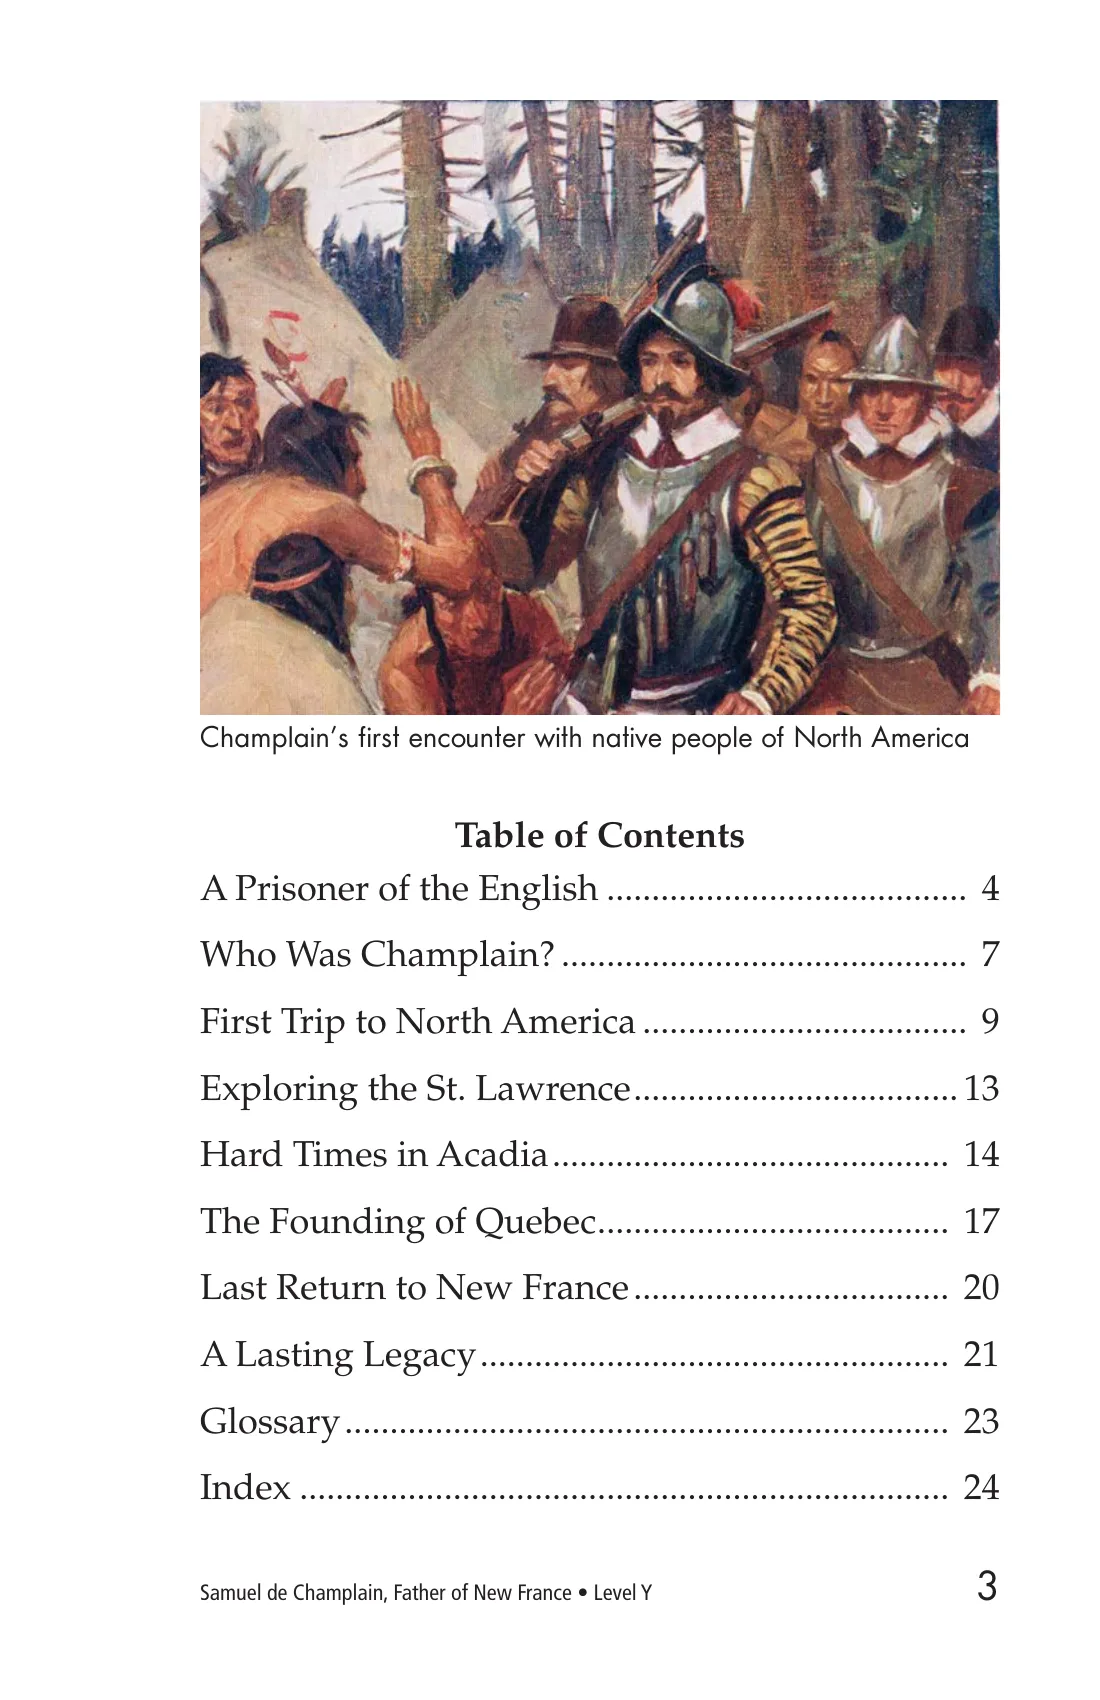 Champlain's first encounter with native people of North America
Table of Contents
A Prisoner of the English ........................................ 4
Who Was Champlain? ............................................. 7
First Trip to North America .................................... 9
Exploring the St. Lawrence.................................... 13
Hard Times in Acadia............................................ 14
The Founding of Quebec....................................... 17
Last Return to New France................................... 20
A Lasting Legacy.................................................... 21
Glossary................................................................... 23
Index ........................................................................ 24
Samuel de Champlain, Father of New France • Level Y 3